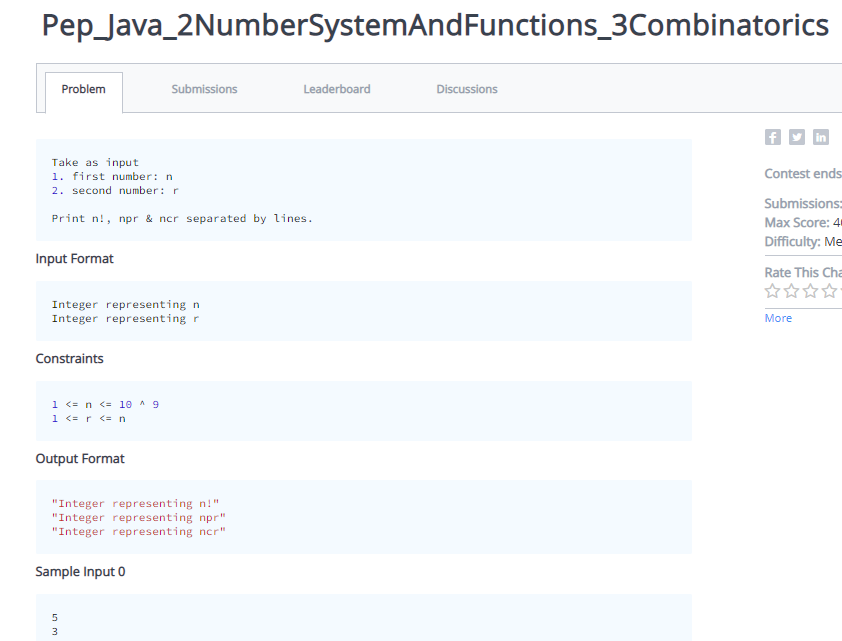 Pep_Java_2NumberSystemAndFunctions_3Combinatorics
Problem
Submissions
Leaderboard
Discussions
Take as input
1. first number: n
2. second number: r
Print n!, npr & ncr separated by lines.
Input Format
Integer representing n
Integer representing r
Constraints
1 <= n <= 10 ^ 9
1 <= r <= n
Output Format
"Integer representing n!"
"Integer representing npr"
"Integer representing ncr"
Sample Input 0
5
3
Contest ends
Submissions:
Max Score: 4
Difficulty: Me
Rate This Cha
More